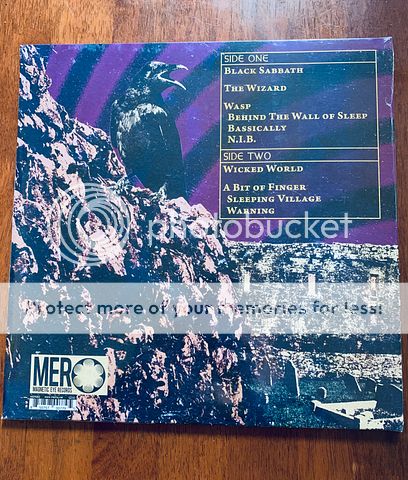 SIDE ONE
BLACK SABBATH
THE WIZARD
WASP
BEHIND THE WALL OF SLEEP
BASSICALLY
N.I.B.
SIDE TWO
WICKED WORLD
A BIT OF FINGER
SLEEPING VILLAGE
WARNING
photobucket
Protect more of your memories for less!
MER
MAGNETIC EYE RECORDS